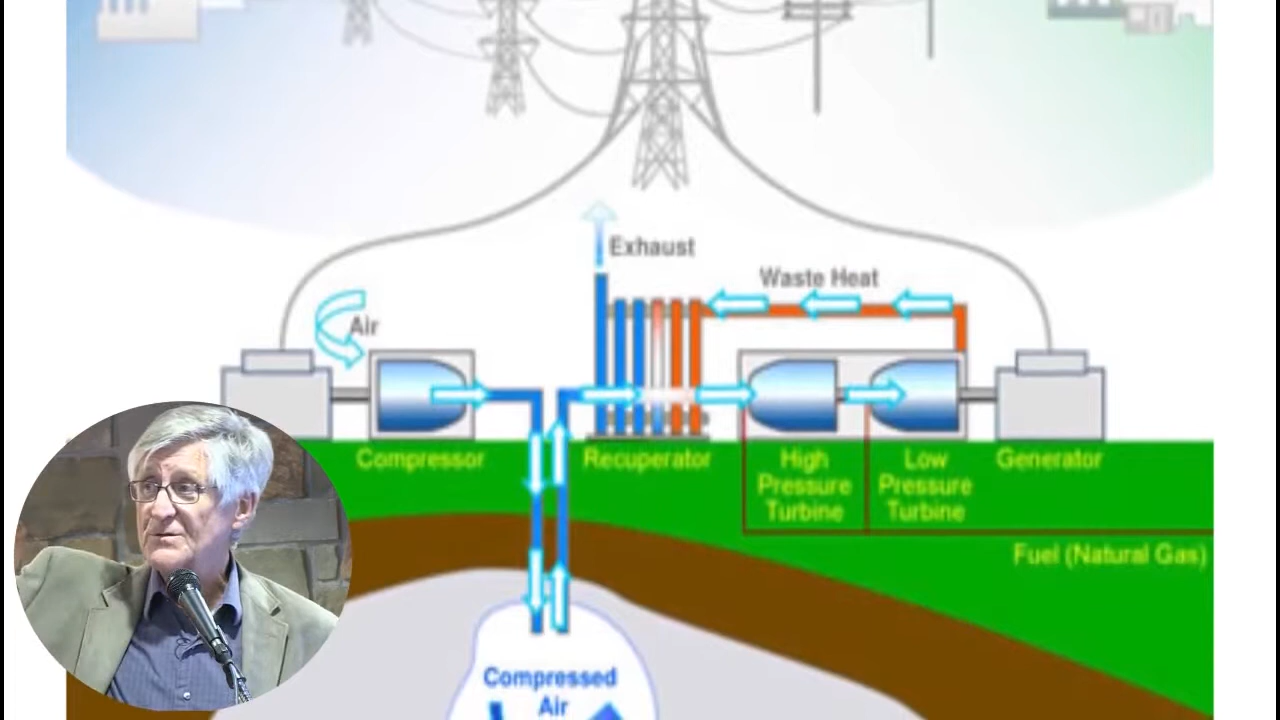 Exhaust
Waste Heat
Air
Compressor
Recuperator
High
Pressure
Turbine
Low
Pressure
Turbine
Generator
Fuel (Natural Gas)
Compressed
Air